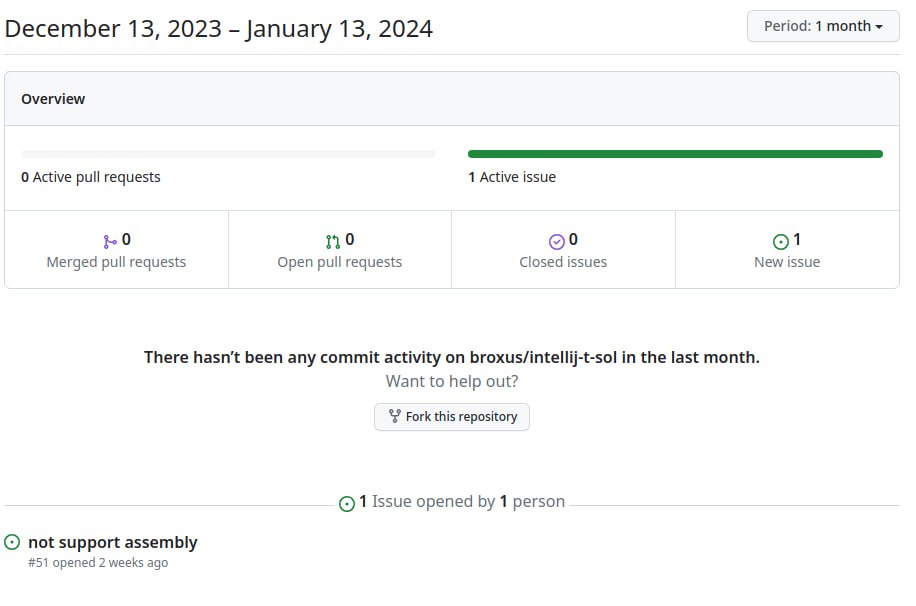 December 13, 2023 – January 13, 2024
Period: 1 month
Overview
0 Active pull requests
1 Active issue
0
Merged pull requests
0
Open pull requests
0
Closed issues
1
New issue
There hasn’t been any commit activity on broxus/intellij-t-sol in the last month.
Want to help out?
Fork this repository
1 Issue opened by 1 person
not support assembly
#51 opened 2 weeks ago